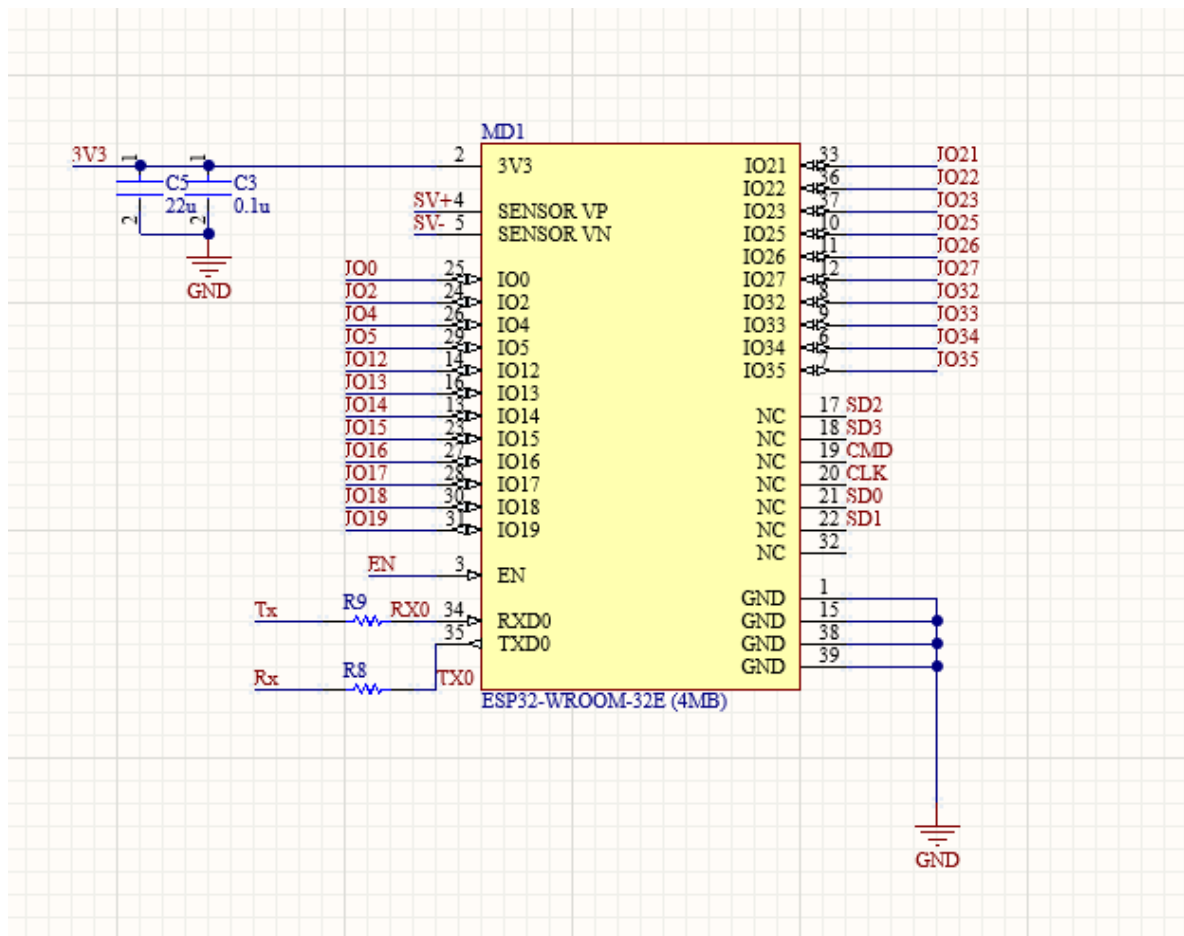 MD1
3V3
1
1
C5
22u
C3
0.1u
2
2
GND
2
3V3
SV+
4
SENSOR VP
SV-
5
SENSOR VN
IO0
25
IO0
IO2
24
IO2
IO4
26
IO4
IO5
29
IO5
IO12
14
IO12
IO13
16
IO13
IO14
13
IO14
IO15
23
IO15
IO16
27
IO16
IO17
28
IO17
IO18
30
IO18
IO19
31
IO19
EN
3
EN
Tx
R9
RX0
34
RXD0
35
TXD0
Rx
R8
TX0
IO21
33
IO21
IO22
36
IO22
IO23
37
IO23
IO25
10
IO25
IO26
11
IO26
IO27
12
IO27
IO32
8
IO32
IO33
9
IO33
IO34
6
IO34
IO35
7
IO35
NC
17
SD2
NC
18
SD3
NC
19
CMD
NC
20
CLK
NC
21
SD0
NC
22
SD1
NC
32
GND
1
GND
15
GND
38
GND
39
ESP32-WROOM-32E (4MB)
GND